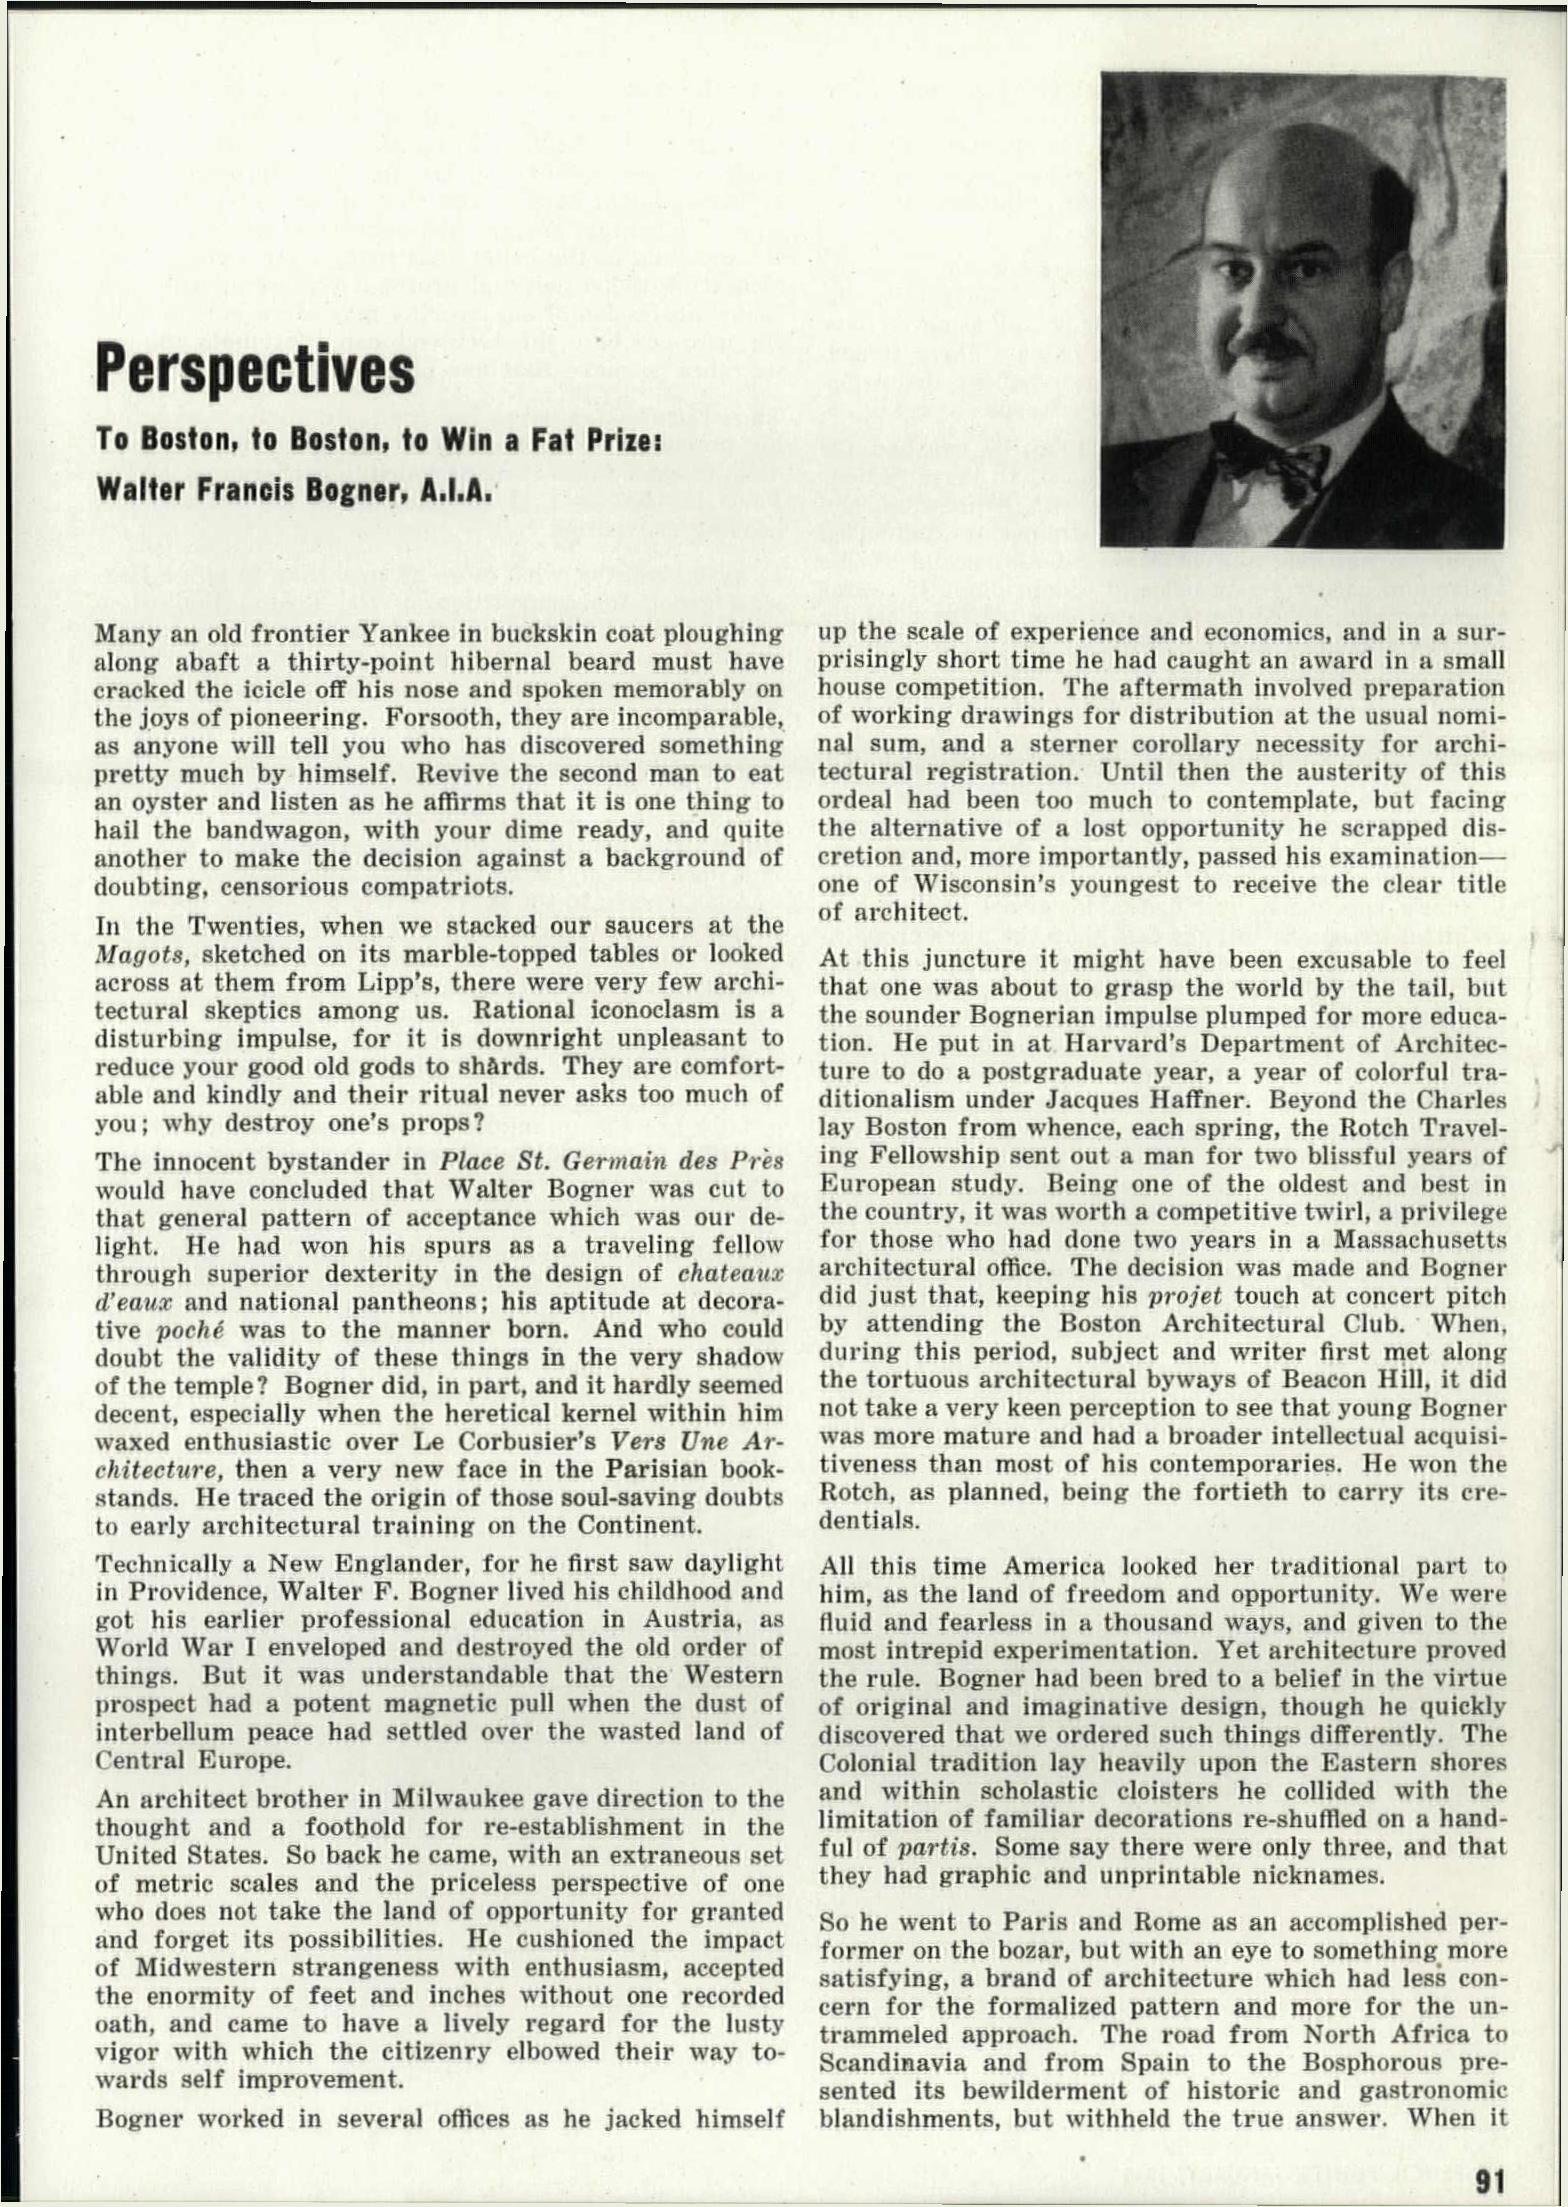 Perspectives
To Boston, to Boston, to Win a Fat Prize:
Walter Francis Bogner, A.I.A.
Many an old frontier Yankee in buckskin coat ploughing
along abaft a thirty-point hibernal beard must have
cracked the icicle off his nose and spoken memorably on
the joys of pioneering. Forsooth, they are incomparable,
as anyone will tell you who has discovered something
pretty much by himself. Revive the second man to eat
an oyster and listen as he affirms that it is one thing to
hail the bandwagon, with your dime ready, and quite
another to make the decision against a background of
doubting, censorious compatriots.
In the Twenties, when we stacked our saucers at the
Magots, sketched on its marble-topped tables or looked
across at them from Lipp's, there were very few archi-
tectural skeptics among us. Rational iconoclasm is a
disturbing impulse, for it is downright unpleasant to
reduce your good old gods to shårds. They are comfort-
able and kindly and their ritual never asks too much of
you; why destroy one's props?
The innocent bystander in Place St. Germain des Près
would have concluded that Walter Bogner was cut to
that general pattern of acceptance which was our de-
light. He had won his spurs as a traveling fellow
through superior dexterity in the design of chateaux
d'eaux and national pantheons; his aptitude at decora-
tive poché was to the manner born. And who could
doubt the validity of these things in the very shadow
of the temple? Bogner did, in part, and it hardly seemed
decent, especially when the heretical kernel within him
waxed enthusiastic over Le Corbusier's Vers Une Ar-
chitecture, then a very new face in the Parisian book-
stands. He traced the origin of those soul-saving doubts
to early architectural training on the Continent.
Technically a New Englander, for he first saw daylight
in Providence, Walter F. Bogner lived his childhood and
got his earlier professional education in Austria, as
World War I enveloped and destroyed the old order of
things. But it was understandable that the Western
prospect had a potent magnetic pull when the dust of
interbellum peace had settled over the wasted land of
Central Europe.
An architect brother in Milwaukee gave direction to the
thought and a foothold for re-establishment in the
United States. So back he came, with an extraneous set
of metric scales and the priceless perspective of one
who does not take the land of opportunity for granted
and forget its possibilities. He cushioned the impact
of Midwestern strangeness with enthusiasm, accepted
the enormity of feet and inches without one recorded
oath, and came to have a lively regard for the lusty
vigor with which the citizenry elbowed their way to-
wards self improvement.
Bogner worked in several offices as he jacked himself
up the scale of experience and economics, and in a sur-
prisingly short time he had caught an award in a small
house competition. The aftermath involved preparation
of working drawings for distribution at the usual nomi-
nal sum, and a sterner corollary necessity for archi-
tectural registration. Until then the austerity of this
ordeal had been too much to contemplate, but facing
the alternative of a lost opportunity he scrapped dis-
cretion and, more importantly, passed his examination—
one of Wisconsin's youngest to receive the clear title
of architect.
At this juncture it might have been excusable to feel
that one was about to grasp the world by the tail, but
the sounder Bognerian impulse plumped for more educa-
tion. He put in at Harvard's Department of Architec-
ture to do a postgraduate year, a year of colorful tra-
ditionalism under Jacques Haffner. Beyond the Charles
lay Boston from whence, each spring, the Rotch Travel-
ing Fellowship sent out a man for two blissful years of
European study. Being one of the oldest and best in
the country, it was worth a competitive twirl, a privilege
for those who had done two years in a Massachusetts
architectural office. The decision was made and Bogner
did just that, keeping his projet touch at concert pitch
by attending the Boston Architectural Club. When,
during this period, subject and writer first met along
the tortuous architectural byways of Beacon Hill, it did
not take a very keen perception to see that young Bogner
was more mature and had a broader intellectual acquisi-
tiveness than most of his contemporaries. He won the
Rotch, as planned, being the fortieth to carry its cre-
dentials.
All this time America looked her traditional part to
him, as the land of freedom and opportunity. We were
fluid and fearless in a thousand ways, and given to the
most intrepid experimentation. Yet architecture proved
the rule. Bogner had been bred to a belief in the virtue
of original and imaginative design, though he quickly
discovered that we ordered such things differently. The
Colonial tradition lay heavily upon the Eastern shores
and within scholastic cloisters he collided with the
limitation of familiar decorations re-shuffled on a hand-
ful of partis. Some say there were only three, and that
they had graphic and unprintable nicknames.
So he went to Paris and Rome as an accomplished per-
former on the bozar, but with an eye to something more
satisfying, a brand of architecture which had less con-
cern for the formalized pattern and more for the un-
trammeled approach. The road from North Africa to
Scandinavia and from Spain to the Bosphorous pre-
sented its bewilderment of historic and gastronomic
blandishments, but withheld the true answer. When it
91